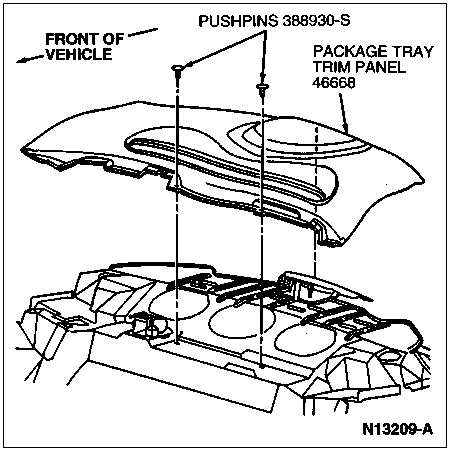 PUSHPINS 388930-S
FRONT OF
VEHICLE
PACKAGE TRAY
TRIM PANEL
46668
N13209-A